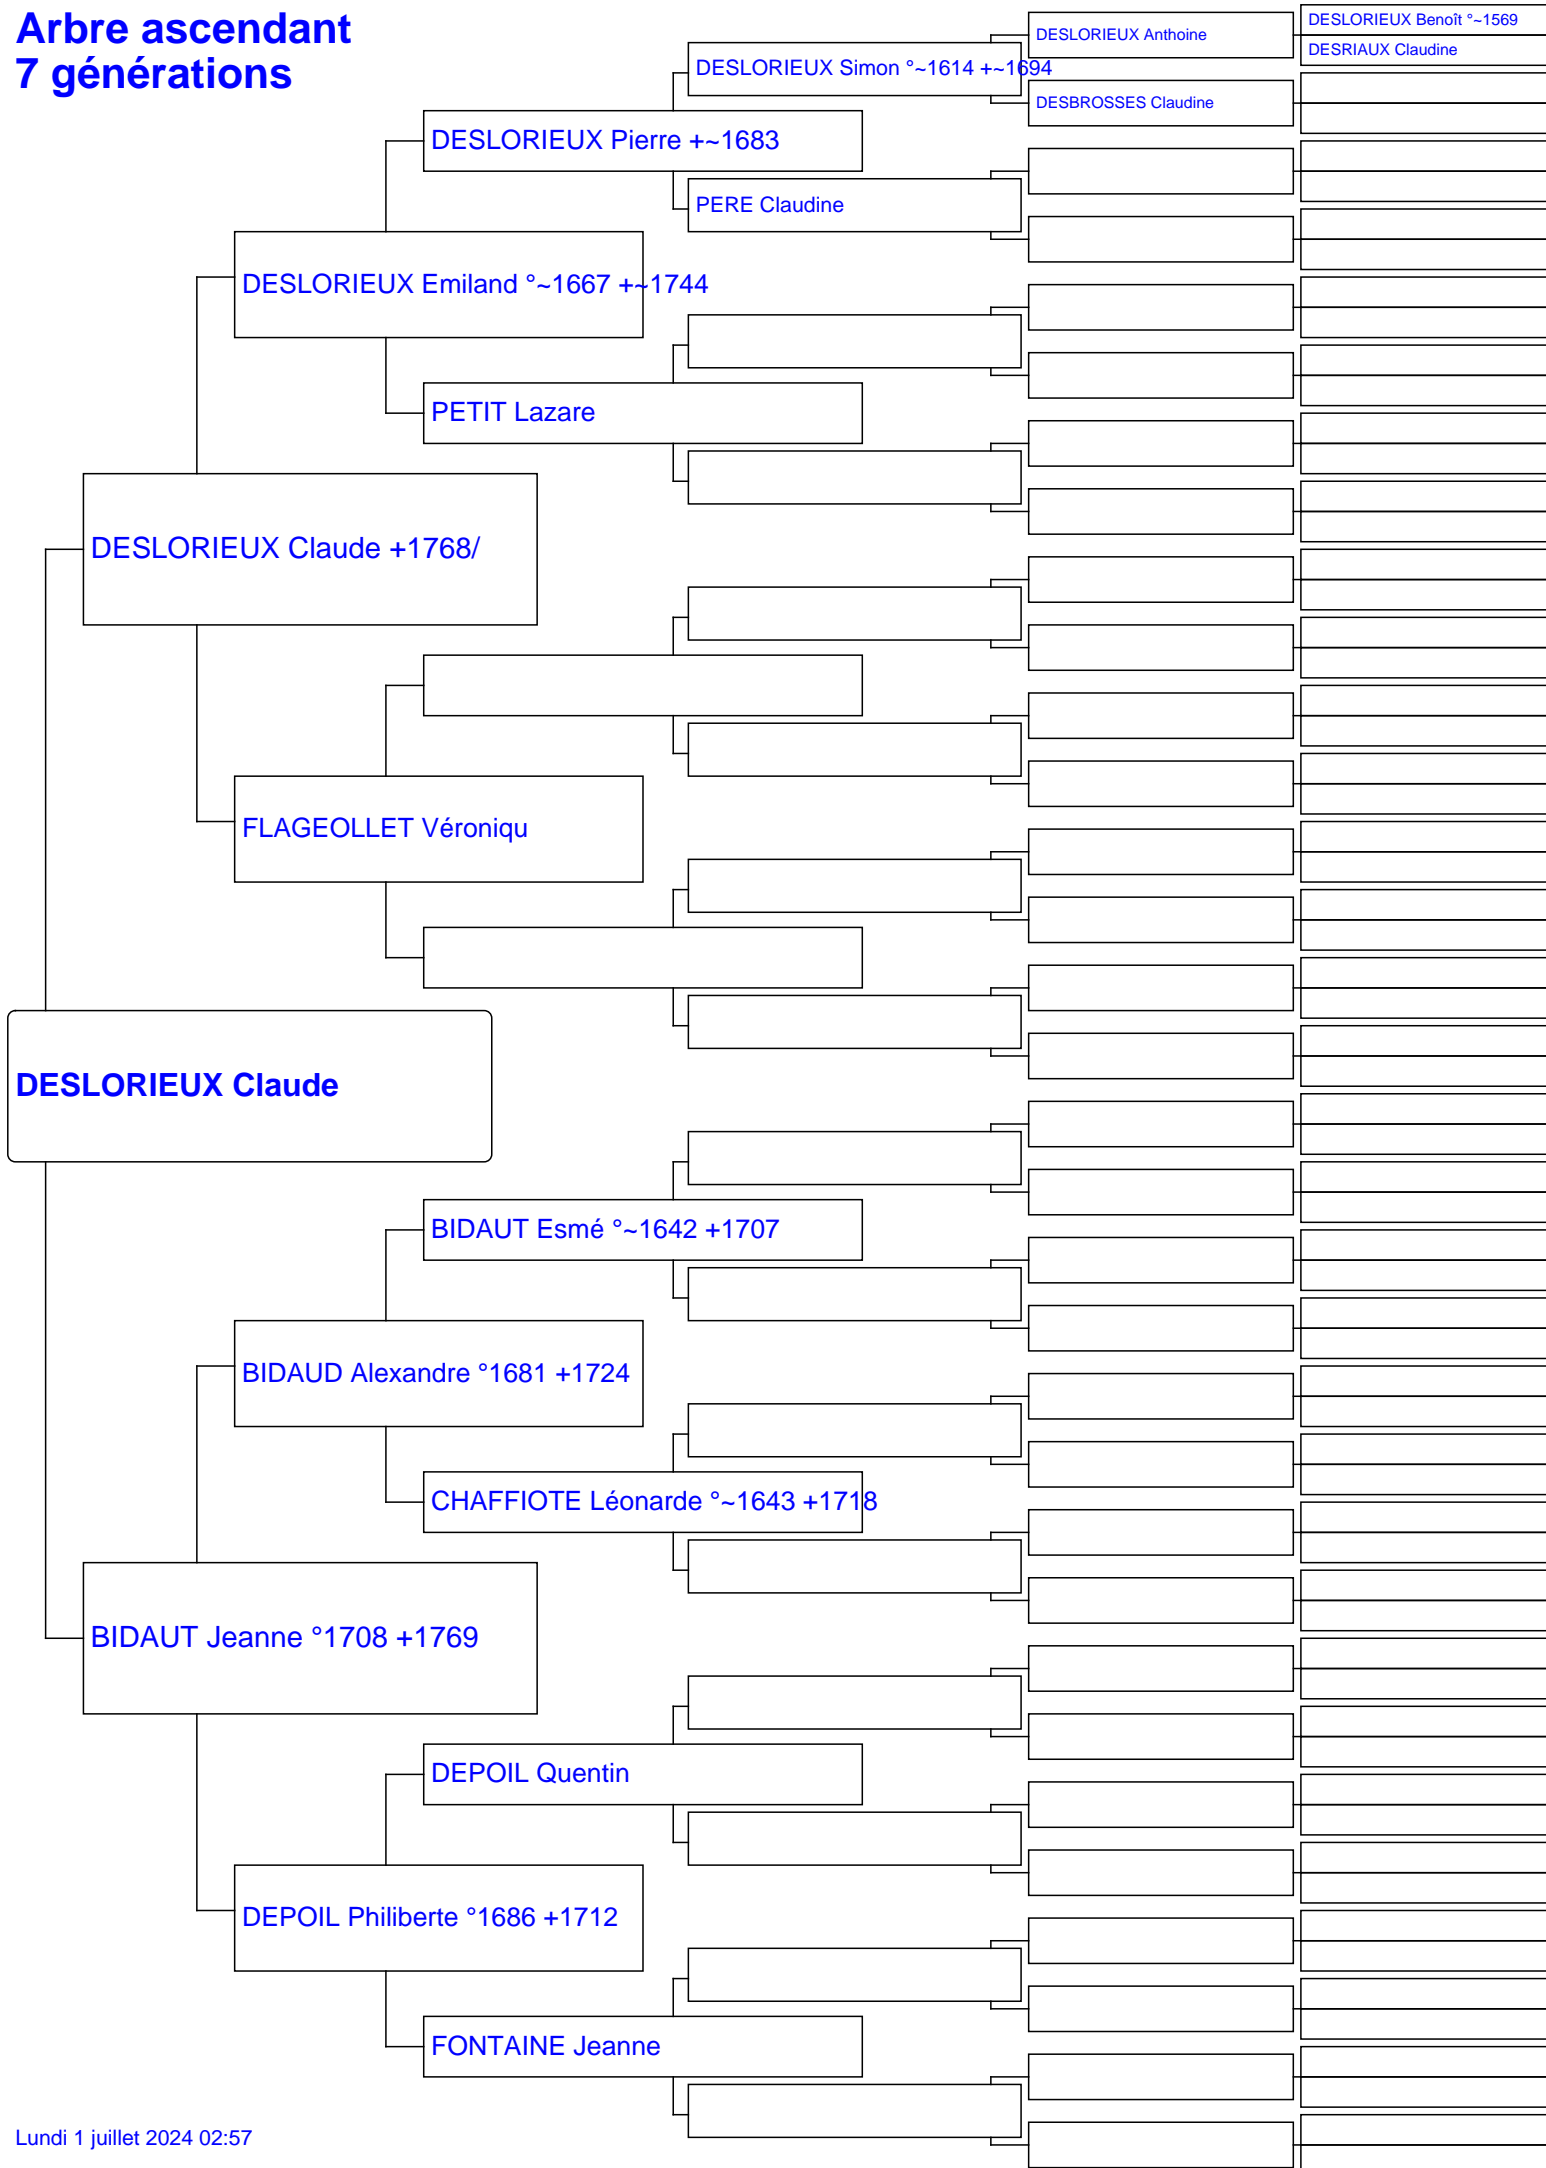 Arbre ascendant
7 générations
DESLORIEUX Benoît °~1569
DESLORIEUX Anthoine
DESRIAUX Claudine
DESLORIEUX Simon °~1614 +~1694
DESBROSSES Claudine
DESLORIEUX Pierre +~1683
PERE Claudine
DESLORIEUX Emiland °~1667 +~1744
PETIT Lazare
DESLORIEUX Claude +1768/
FLAGEOLLET Véroniqu
DESLORIEUX Claude
BIDAUT Esmé °~1642 +1707
BIDAUD Alexandre °1681 +1724
CHAFFIOTE Léonarde °~1643 +1718
BIDAUT Jeanne °1708 +1769
DEPOIL Quentin
DEPOIL Philiberte °1686 +1712
FONTAINE Jeanne
Lundi 1 juillet 2024 02:57